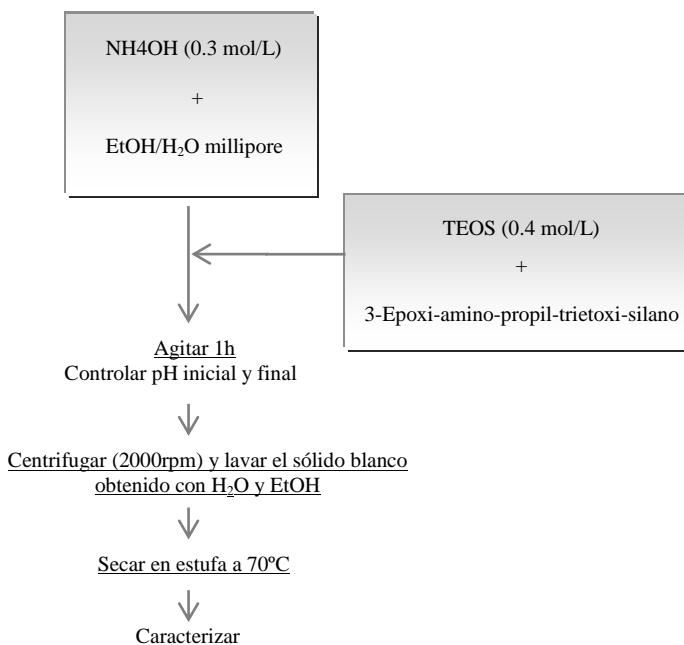 NH4OH (0.3 mol/L)
+
EtOH/H₂O millipore
TEOS (0.4 mol/L)
+
3-Epoxi-amino-propil-trietoxi-silano
Agitar 1h
Controlar pH inicial y final
Centrifugar (2000rpm) y lavar el sólido blanco
obtenido con H₂O y EtOH
Secar en estufa a 70ºC
Caracterizar